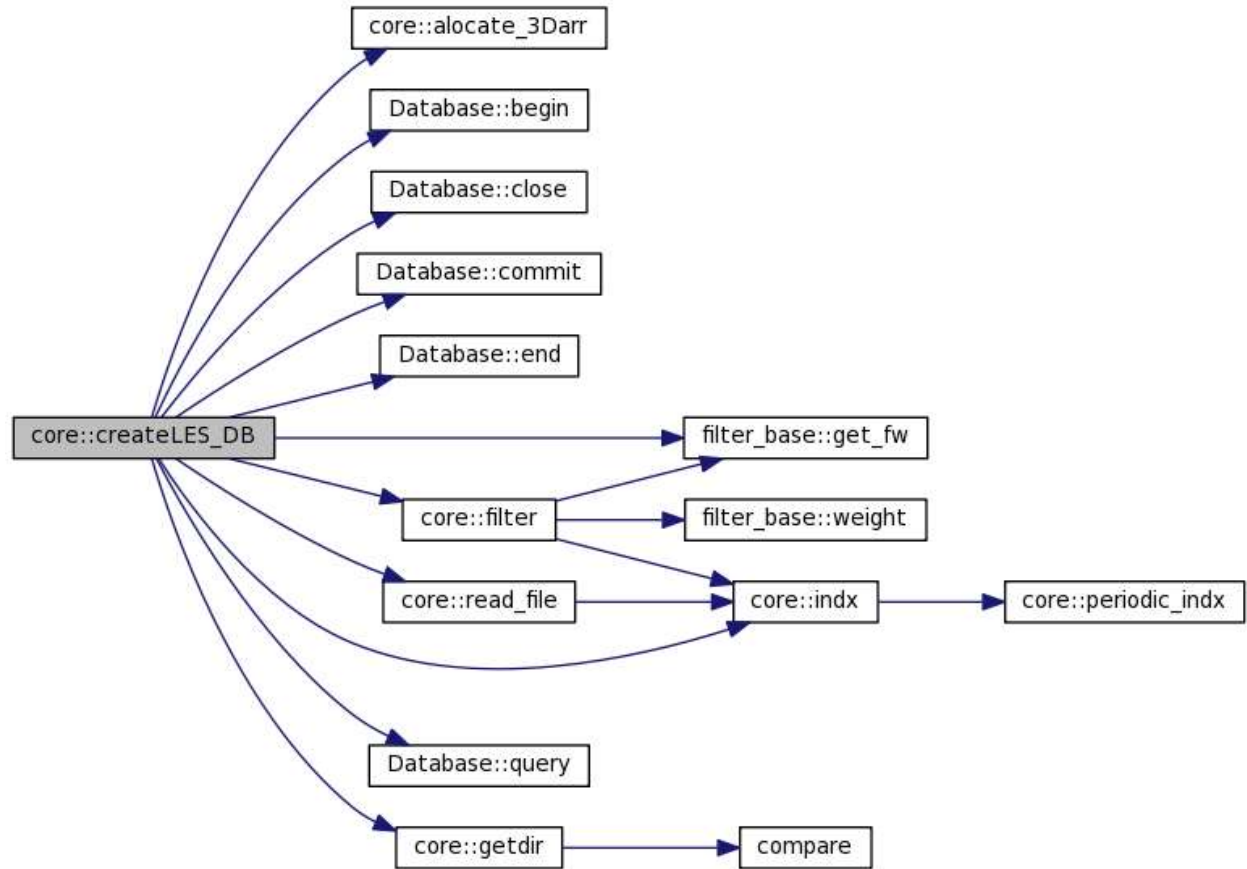 core::alocate_3Darr
Database::begin
Database::close
Database::commit
Database::end
core::createLES_DB
filter_base::get_fw
core::filter
filter_base::weight
core::read_file
core::indx
core::periodic_indx
Database::query
core::getdir
compare